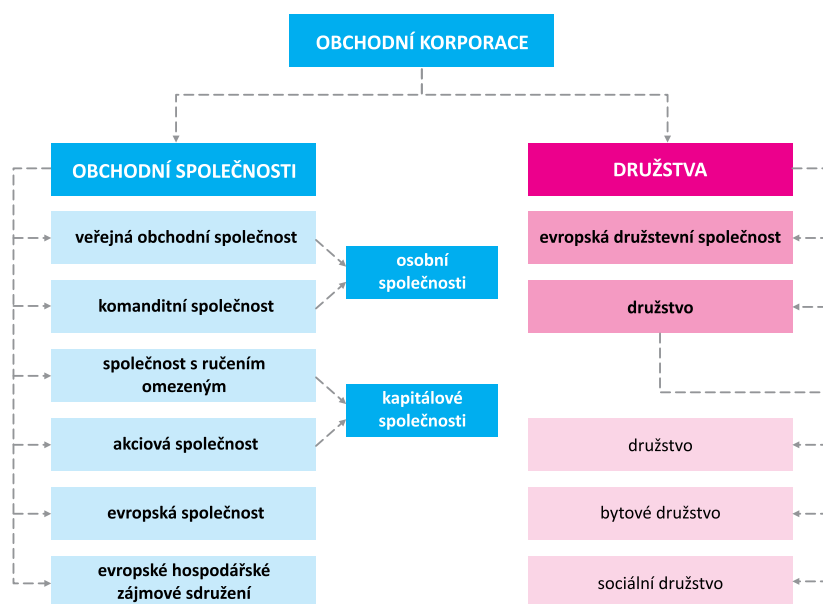 OBCHODNÍ KORPORACE
OBCHODNÍ SPOLEČNOSTI
veřejná obchodní společnost
komanditní společnost
společnost s ručením
omezeným
akciová společnost
evropská společnost
evropské hospodářské
zájmové sdružení
osobní
společnosti
kapitálové
společnosti
DRUŽSTVA
evropská družstevní společnost
družstvo
družstvo
bytové družstvo
sociální družstvo